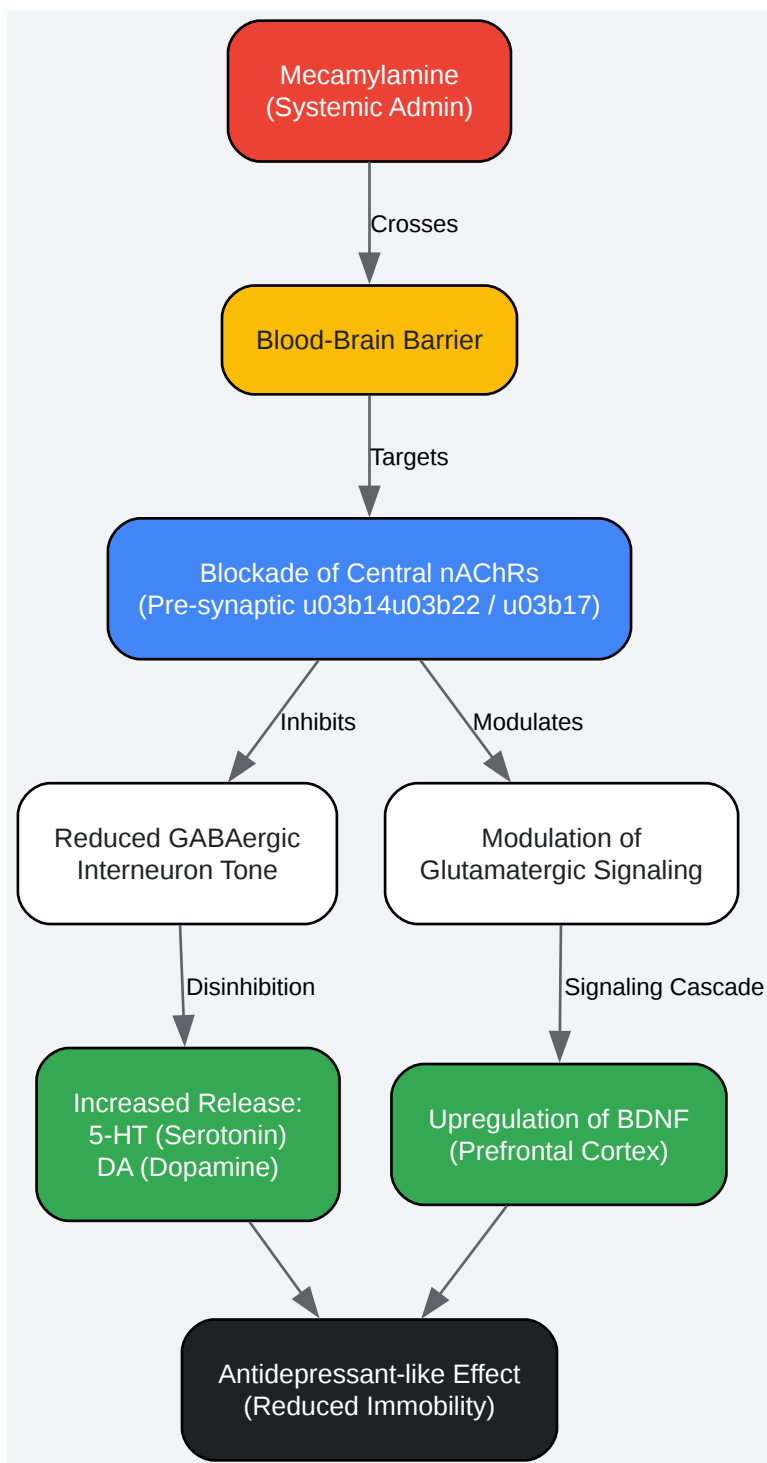 Mecamylamine
(Systemic Admin)
Crosses
Blood-Brain Barrier
Targets
Blockade of Central nAChRs
(Pre-synaptic u03b14u03b22 / u03b17)
Inhibits
Modulates
Reduced GABAergic
Interneuron Tone
Modulation of
Glutamatergic Signaling
Disinhibition
Signaling Cascade
Increased Release:
5-HT (Serotonin)
DA (Dopamine)
Upregulation of BDNF
(Prefrontal Cortex)
Antidepressant-like Effect
(Reduced Immobility)